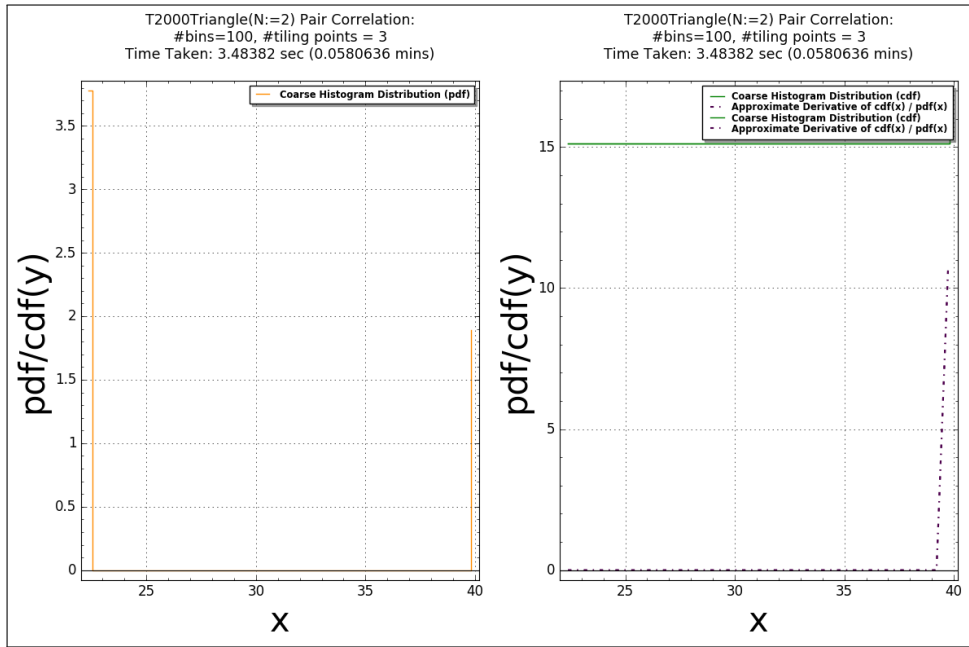 T2000Triangle(N:=2) Pair Correlation:
#bins=100, #tiling points = 3
Time Taken: 3.48382 sec (0.0580636 mins)
Coarse Histogram Distribution (pdf)
3.5
3
2.5
2
1.5
1
0.5
0
25
30
35
40
pdf/cdf(y)
x
T2000Triangle(N:=2) Pair Correlation:
#bins=100, #tiling points = 3
Time Taken: 3.48382 sec (0.0580636 mins)
Coarse Histogram Distribution (cdf)
Approximate Derivative of cdf(x) / pdf(x)
Coarse Histogram Distribution (cdf)
Approximate Derivative of cdf(x) / pdf(x)
15
10
5
0
25
30
35
40
pdf/cdf(y)
x